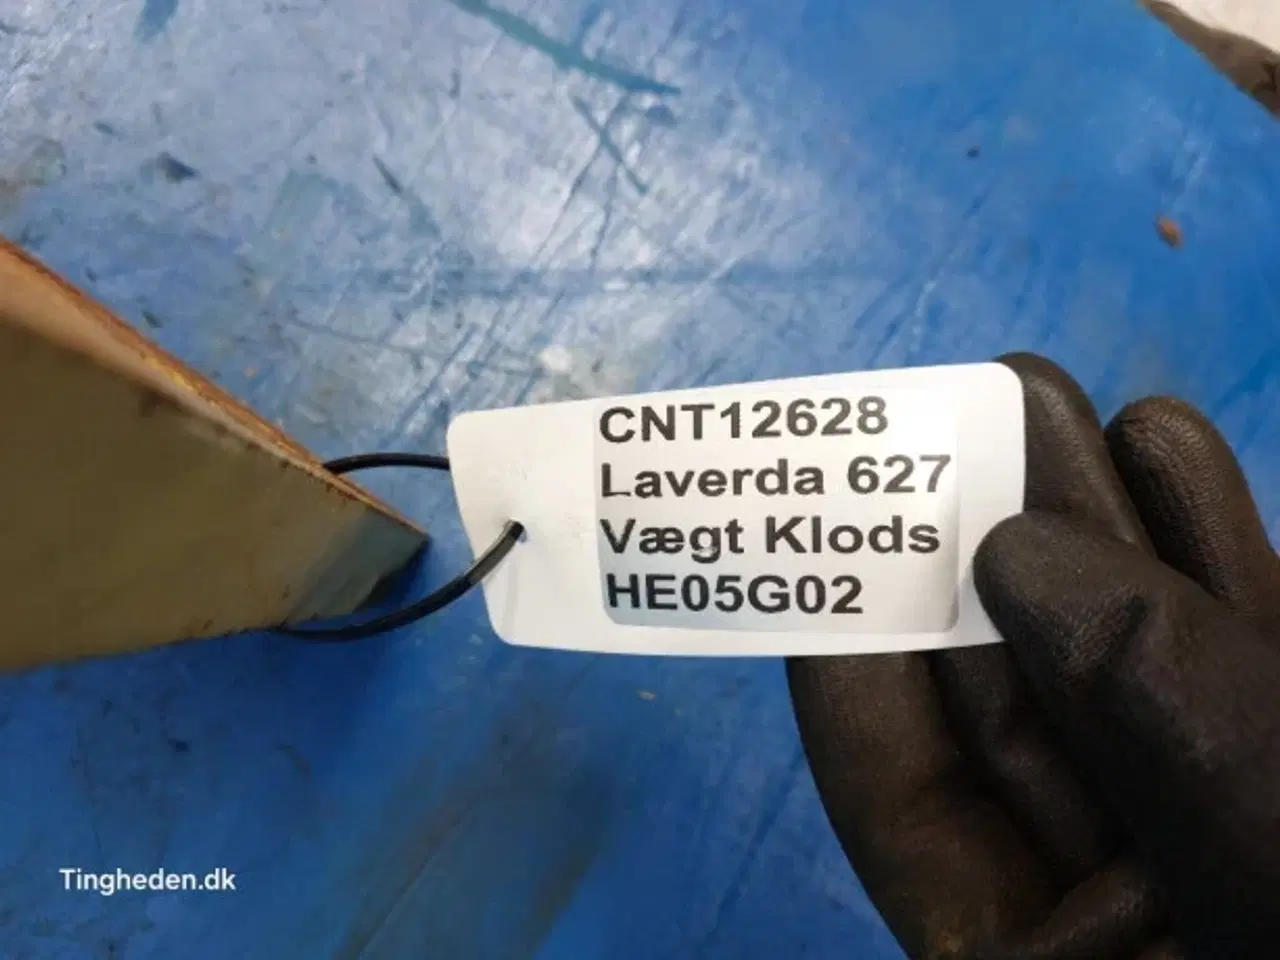 CNT12628
Laverda 627
Vægt Klods
HE05G02
Tingheden.dk